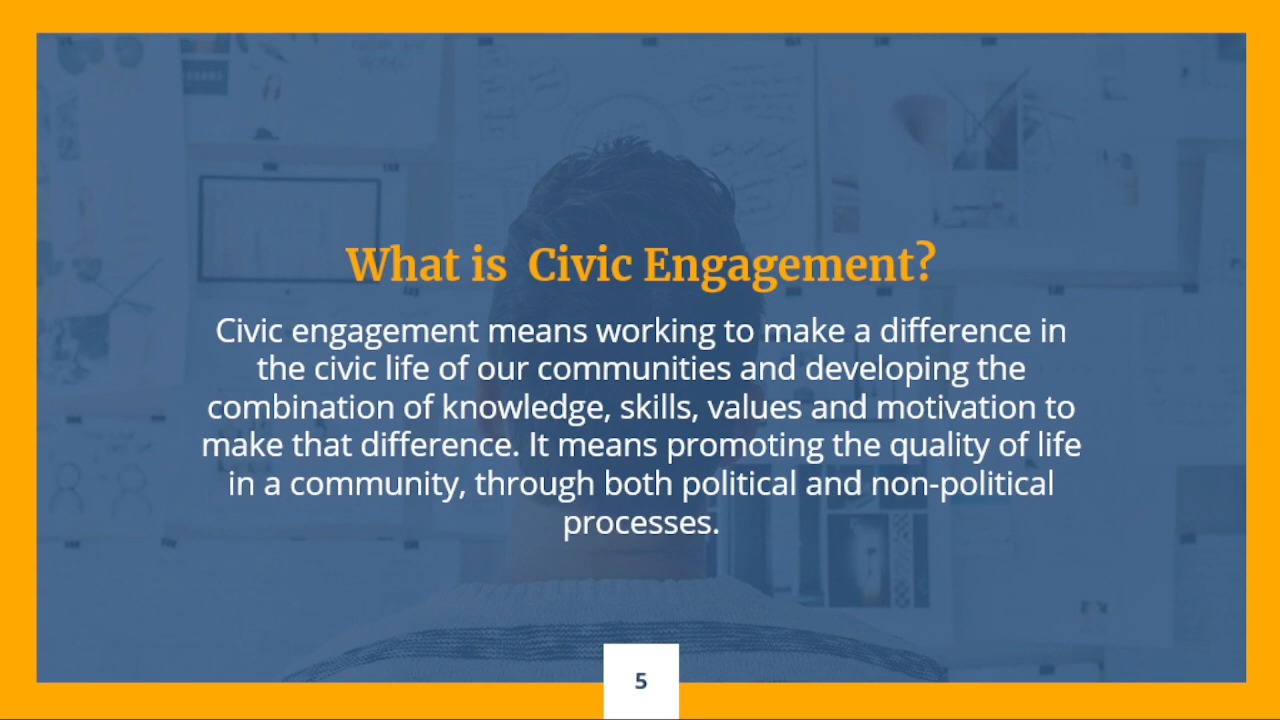 What is  Civic Engagement?
Civic engagement means working to make a difference in
the civic life of our communities and developing the
combination of knowledge, skills, values and motivation to
make that difference. It means promoting the quality of life
in a community, through both political and non-political
processes.
5